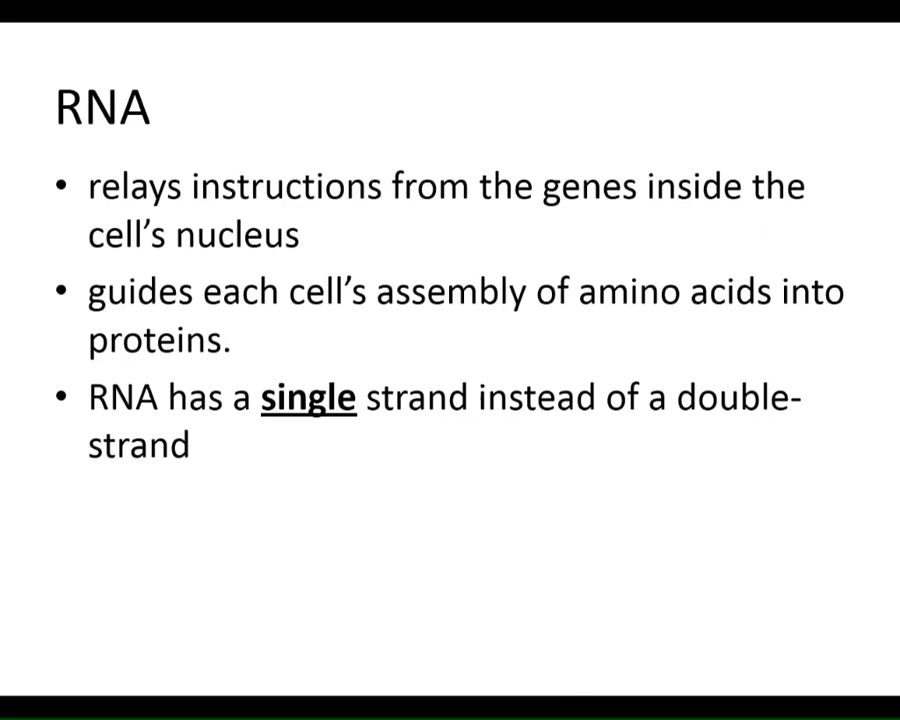 RNA
• relays instructions from the genes inside the
cell’s nucleus
• guides each cell’s assembly of amino acids into
proteins.
• RNA has a single strand instead of a double-
strand